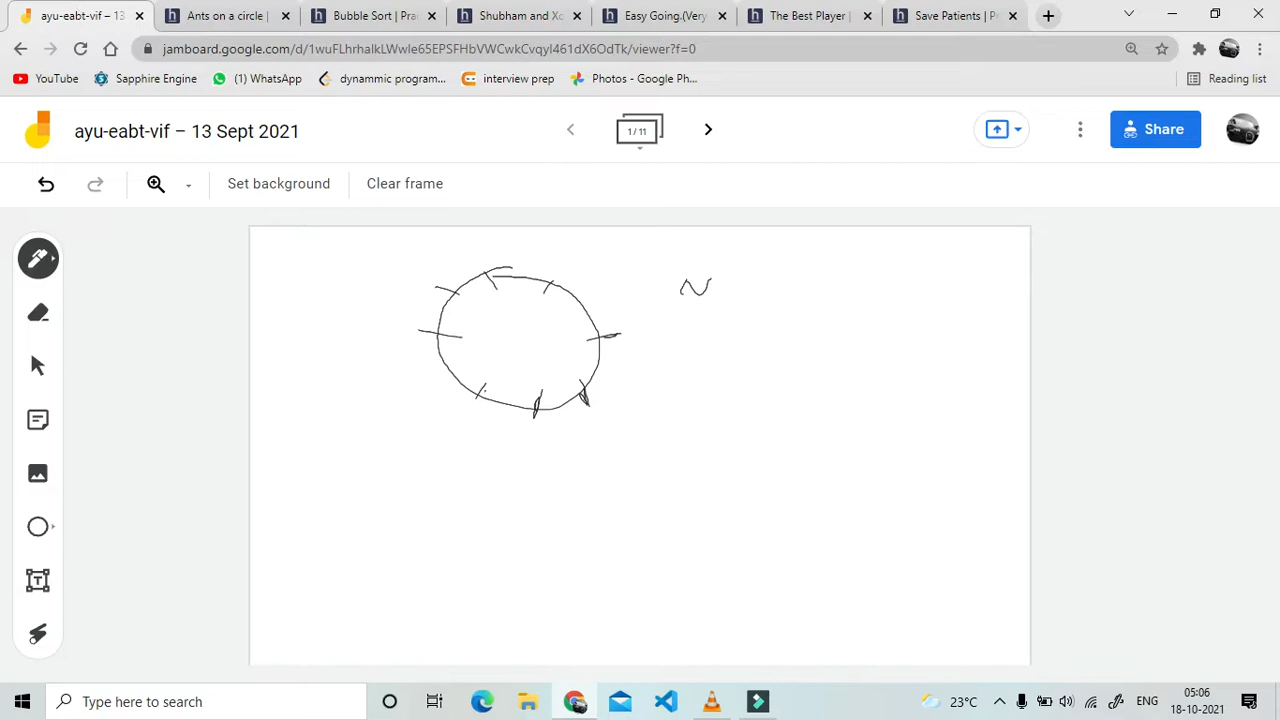 ayu-eabt-vif – 13
Ants on a circle |
Bubble Sort | Prac
Shubham and Xo
Easy Going.(Very
The Best Player |
Save Patients | Pr
jamboard.google.com/d/1wuFLhrhalkLWwle65EPSFHbVWCwkCvqyl461dX6OdTk/viewer?f=0
YouTube
Sapphire Engine
(1) WhatsApp
dynammic program...
interview prep
Photos - Google Ph...
Reading list
ayu-eabt-vif – 13 Sept 2021
1 / 11
Share
Set background
Clear frame
N
Type here to search
23°C
ENG
05:06
18-10-2021